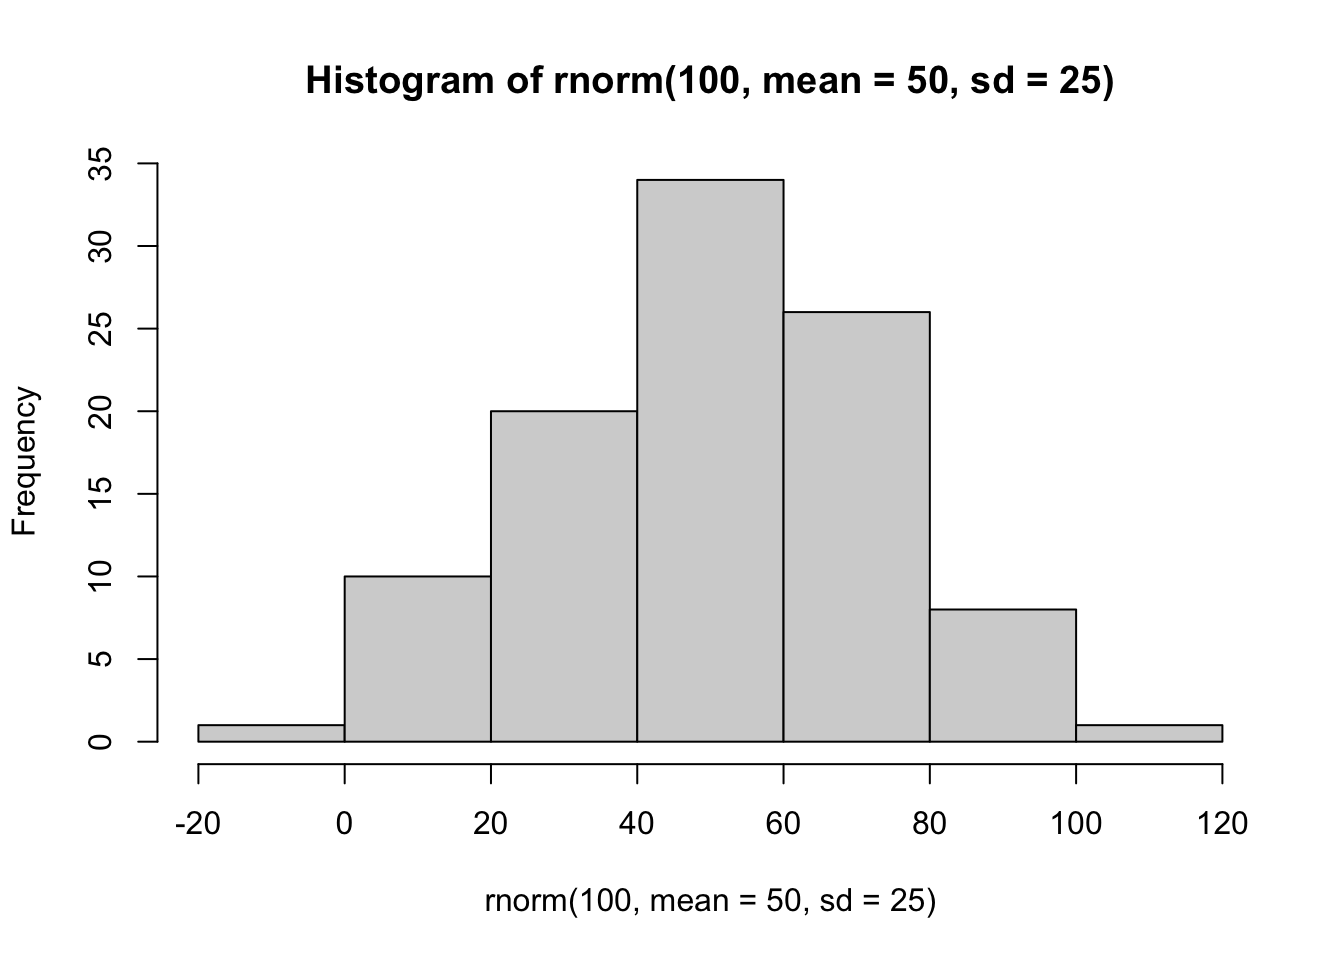 Histogram of rnorm(100, mean = 50, sd = 25)
Frequency
35
30
25
20
15
10
5
0
-20 0 20 40 60 80 100 120
rnorm(100, mean = 50, sd = 25)